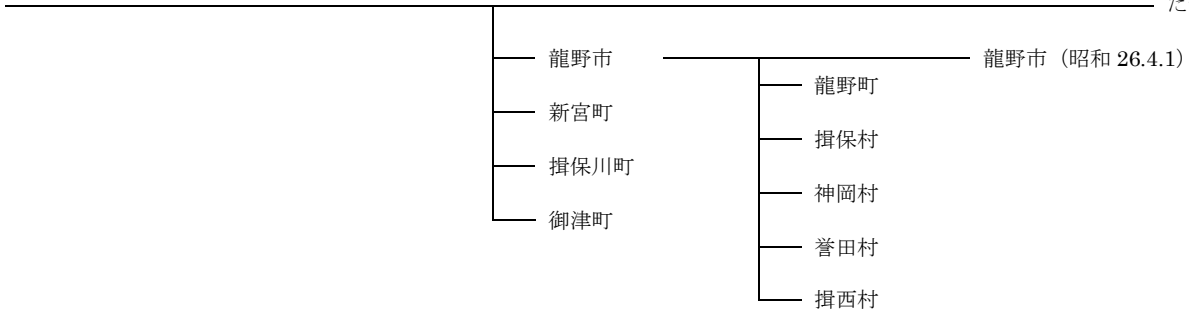 た
龍野市 龍野市（昭和 26.4.1）
龍野町
新宮町
揖保村
揖保川町
神岡村
御津町
誉田村
揖西村